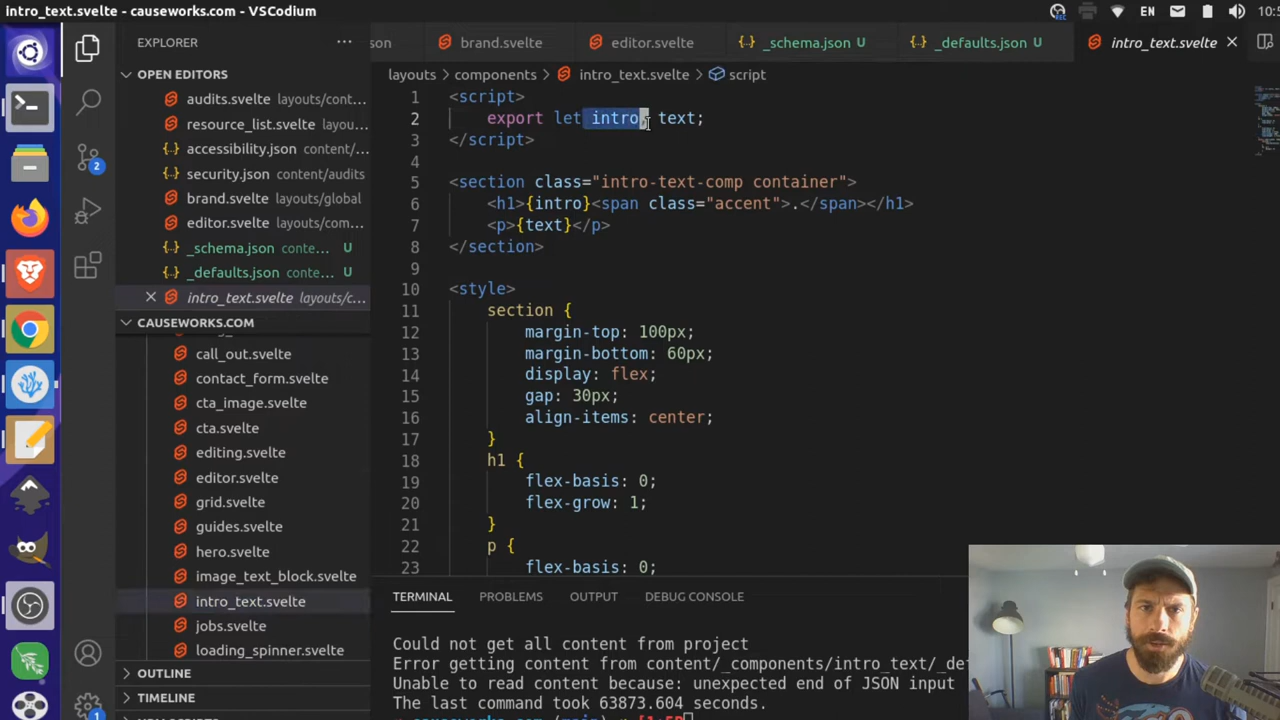 intro_text.svelte - causeworks.com - VSCodium
EN
10:5
EXPLORER
OPEN EDITORS
audits.svelte layouts/cont...
resource_list.svelte layou...
accessibility.json content/...
security.json content/audits
brand.svelte layouts/global
editor.svelte layouts/com...
{..} _schema.json conte... U
{..} _defaults.json conte... U
intro_text.svelte layouts/c...
CAUSEWORKS.COM
call_out.svelte
contact_form.svelte
cta_image.svelte
cta.svelte
editing.svelte
editor.svelte
grid.svelte
guides.svelte
hero.svelte
image_text_block.svelte
intro_text.svelte
jobs.svelte
loading_spinner.svelte
OUTLINE
TIMELINE
2
1
son
brand.svelte
editor.svelte
{..} _schema.json U
{..} _defaults.json U
intro_text.svelte
layouts > components > intro_text.svelte > script
1 <script>
2 export let intro, text;
3 </script>
4
5 <section class="intro-text-comp container">
6 <h1>{intro}<span class="accent">.</span></h1>
7 <p>{text}</p>
8 </section>
9
10 <style>
11 section {
12 margin-top: 100px;
13 margin-bottom: 60px;
14 display: flex;
15 gap: 30px;
16 align-items: center;
17 }
18 h1 {
19 flex-basis: 0;
20 flex-grow: 1;
21 }
22 p {
23 flex-basis: 0;
TERMINAL PROBLEMS OUTPUT DEBUG CONSOLE
Could not get all content from project
Error getting content from content/_components/intro_text/_de
Unable to read content because: unexpected end of JSON input
The last command took 63873.604 seconds.